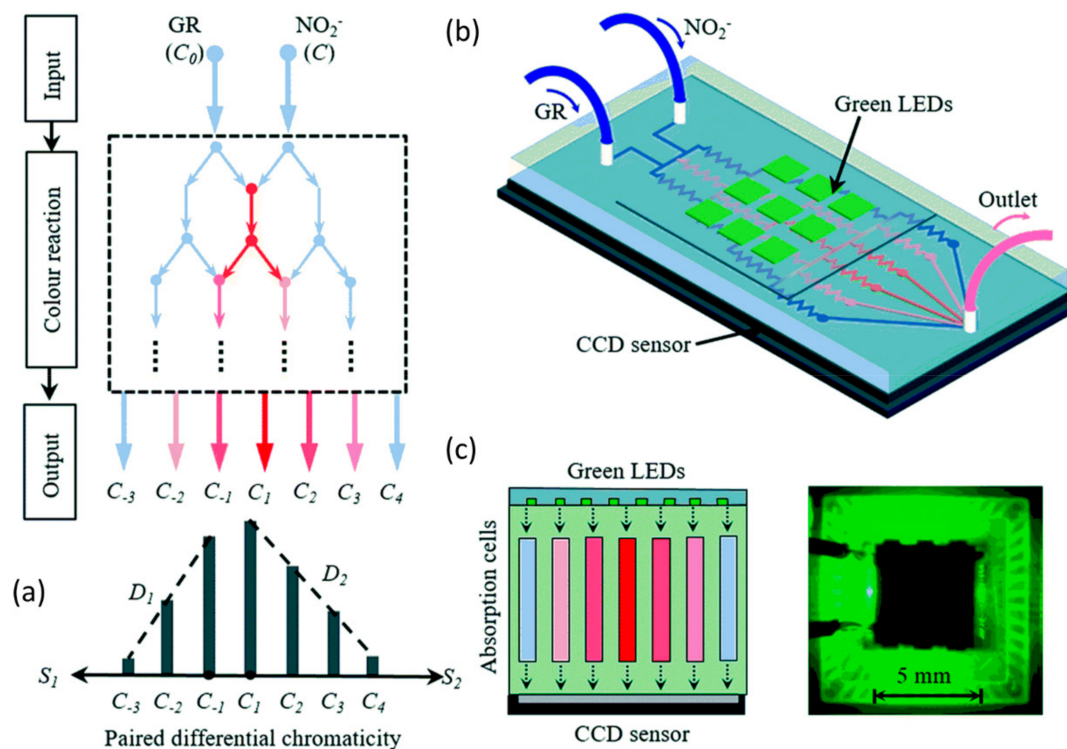 Input
Colour reaction
Output
GR
(C₀)
NO₂⁻
(C)
C₋₃ C₋₂ C₋₁ C₁ C₂ C₃ C₄
(a)
D₁
D₂
S₁
S₂
C₋₃ C₋₂ C₋₁ C₁ C₂ C₃ C₄
Paired differential chromaticity
(b)
NO₂⁻
GR
Green LEDs
Outlet
CCD sensor
(c)
Green LEDs
Absorption cells
CCD sensor
5 mm